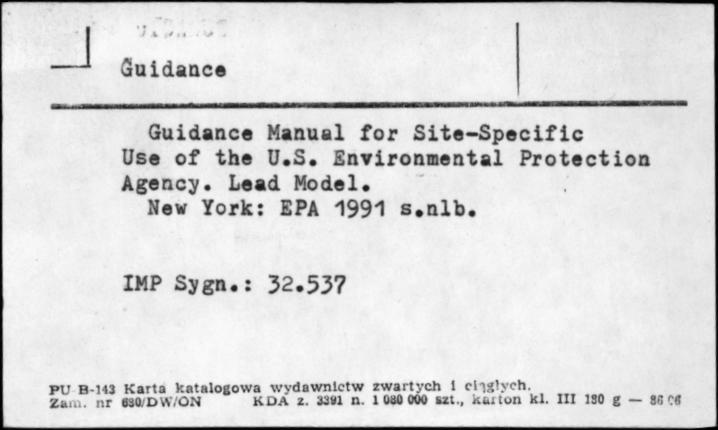 Guidance
Guidance Manual for Site-Specific
Use of the U.S. Environmental Protection
Agency. Lead Model.
New York: EPA 1991 s.nlb.
IMP Sygn.: 32.537
PU B-143 Karta katalogowa wydawnictw zwartych i ciągłych.
Zam. nr 680/DW/ON KDA z. 3391 n. 1 080 000 szt., karton kl. III 180 g — 86 06